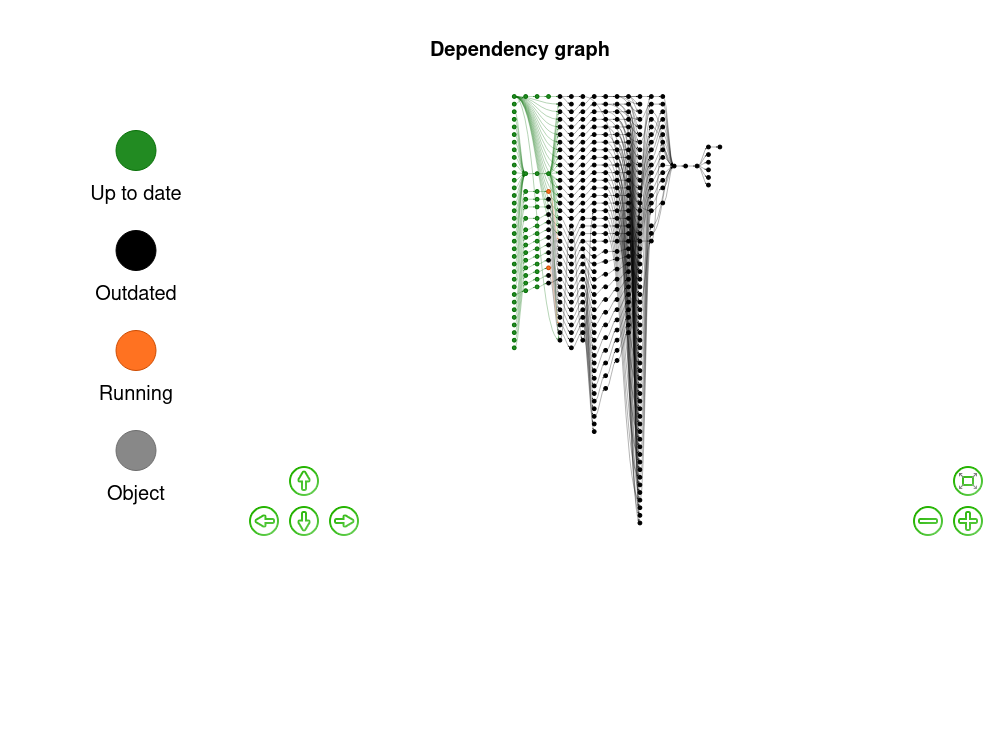 Dependency graph
Up to date
Outdated
Running
Object